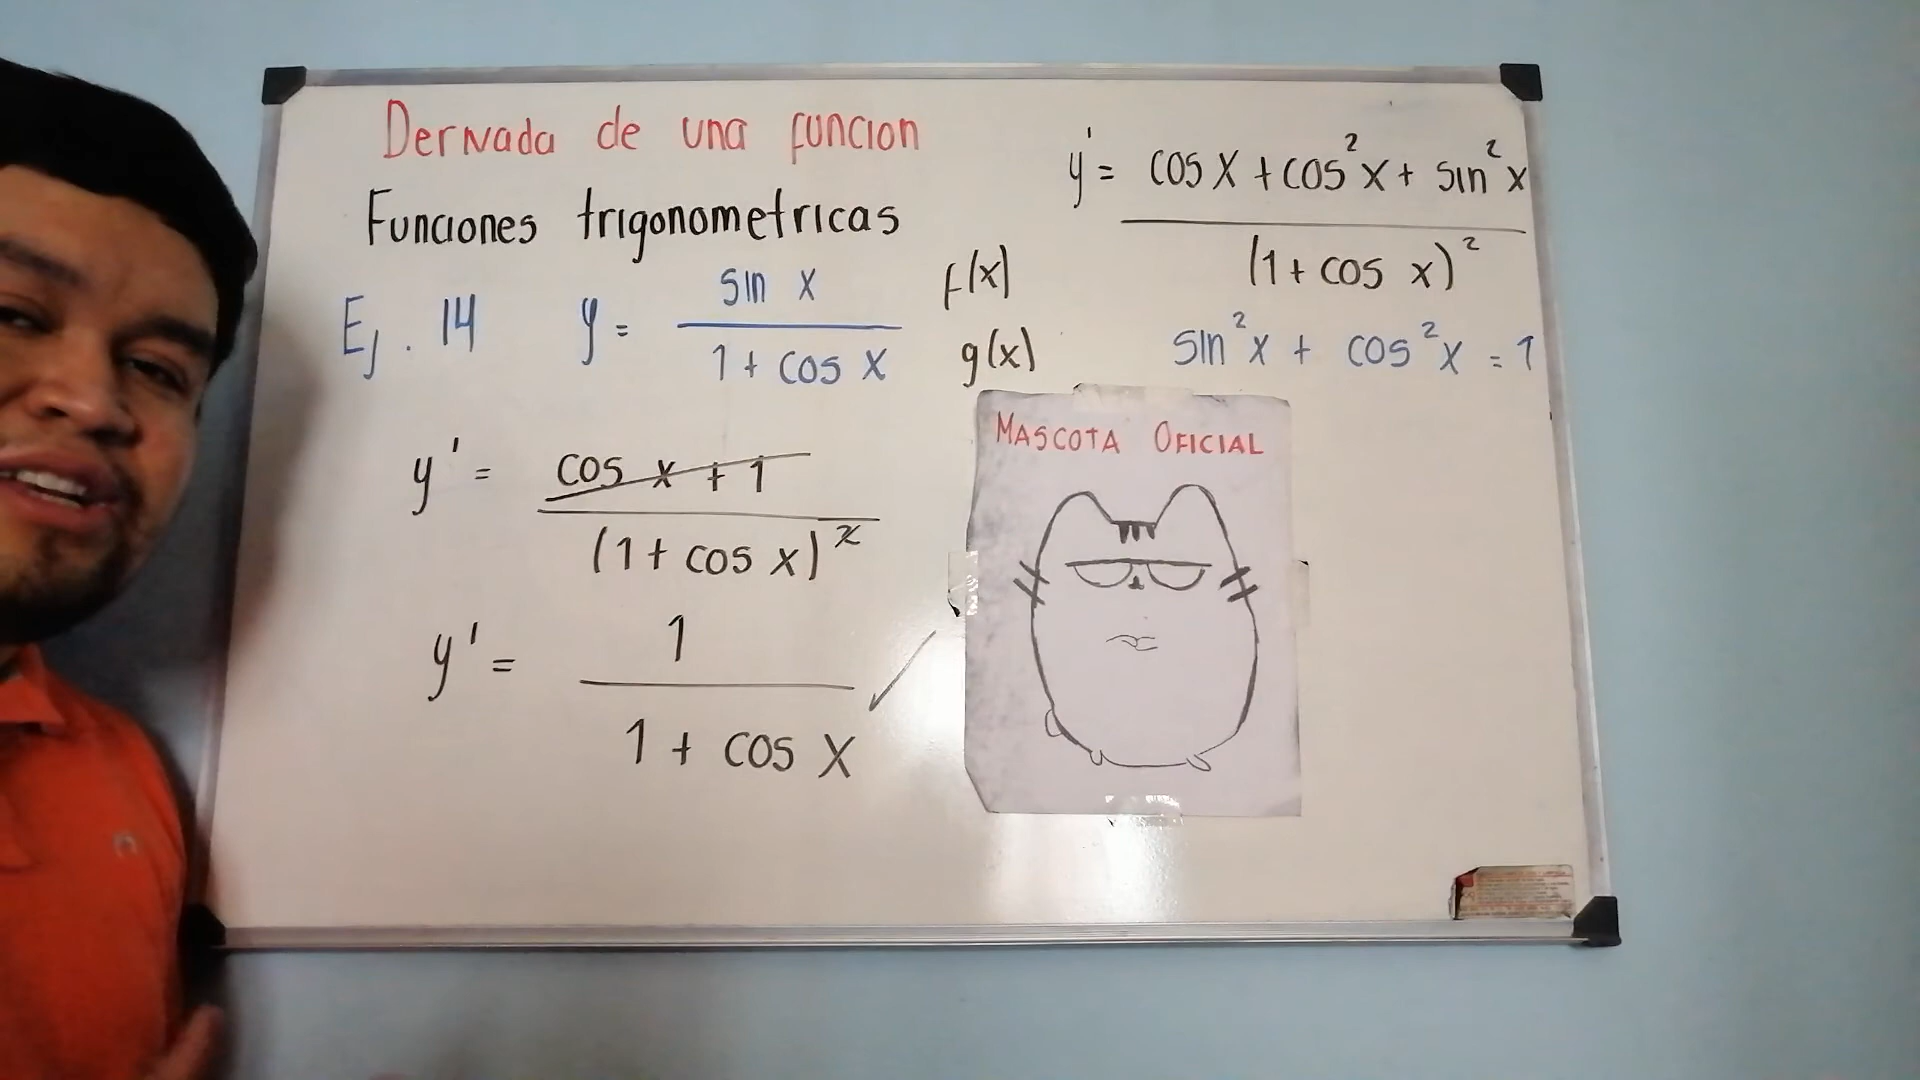 Derivada de una funcion
Funciones trigonometricas
Ej. 14 y = sin x / 1 + cos x
f(x)
g(x)
y' = cos x + 1 / (1 + cos x)²
y' = 1 / 1 + cos x
y' = cos x + cos²x + sin²x / (1 + cos x)²
sin²x + cos²x = 1
MASCOTA OFICIAL